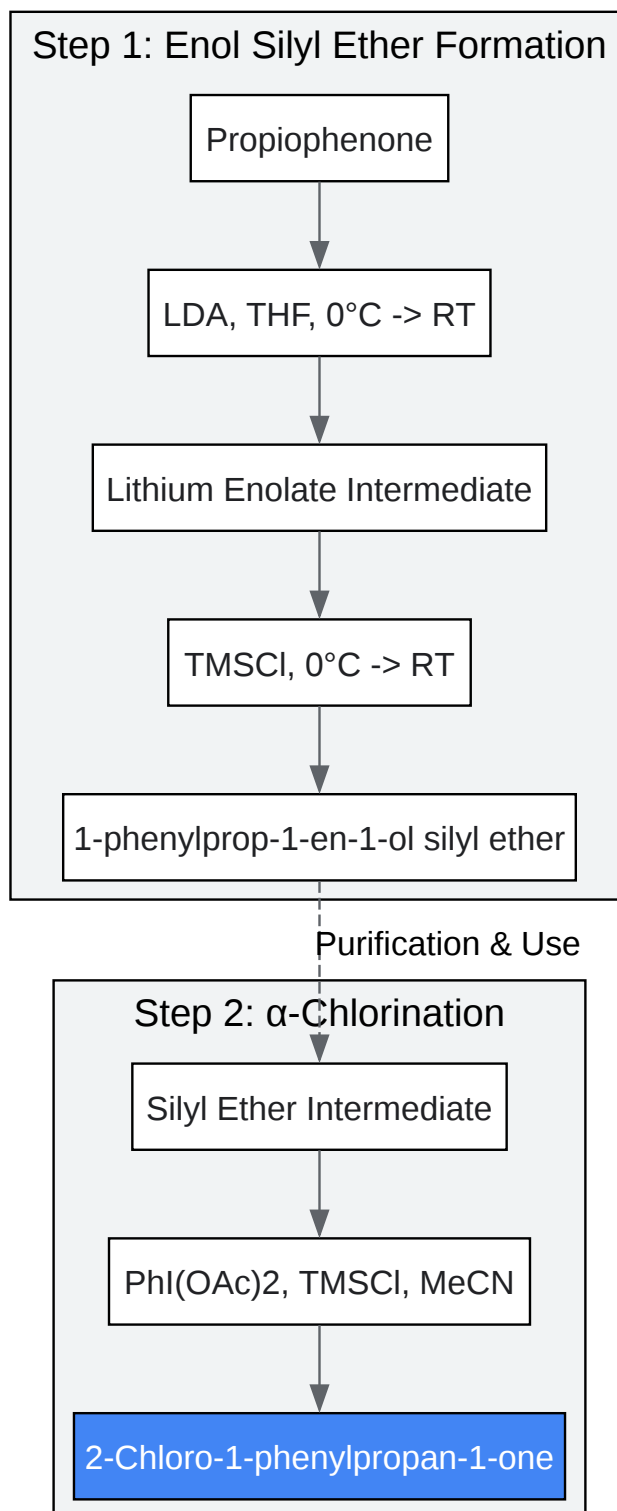 Step 1: Enol Silyl Ether Formation
Propiophenone
LDA, THF, 0°C -> RT
Lithium Enolate Intermediate
TMSCl, 0°C -> RT
1-phenylprop-1-en-1-ol silyl ether
Purification & Use
Step 2: α-Chlorination
Silyl Ether Intermediate
PhI(OAc)2, TMSCl, MeCN
2-Chloro-1-phenylpropan-1-one